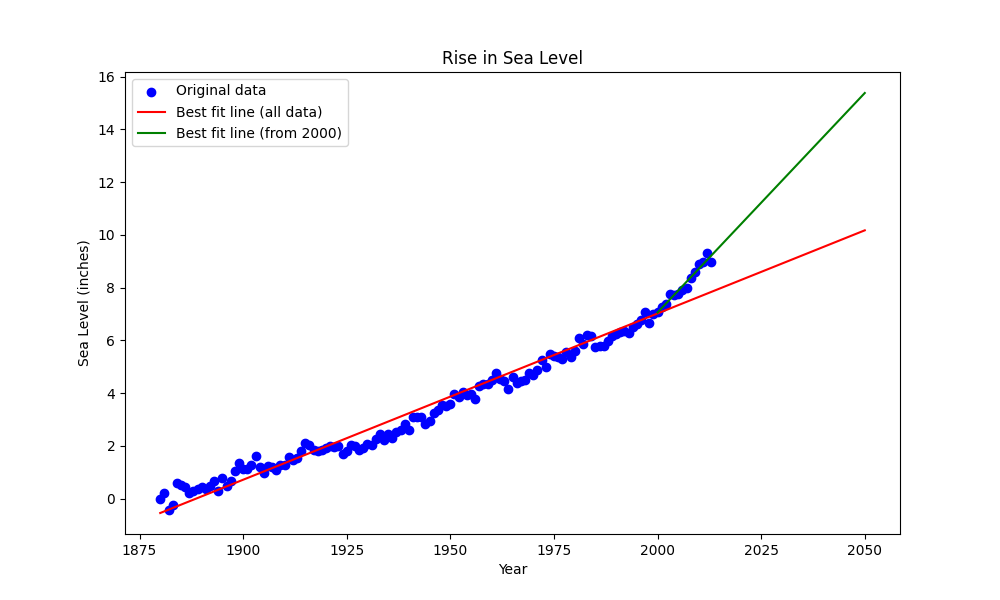 Rise in Sea Level
Original data
Best fit line (all data)
Best fit line (from 2000)
Sea Level (inches)
16
14
12
10
8
6
4
2
0
1875 1900 1925 1950 1975 2000 2025 2050
Year